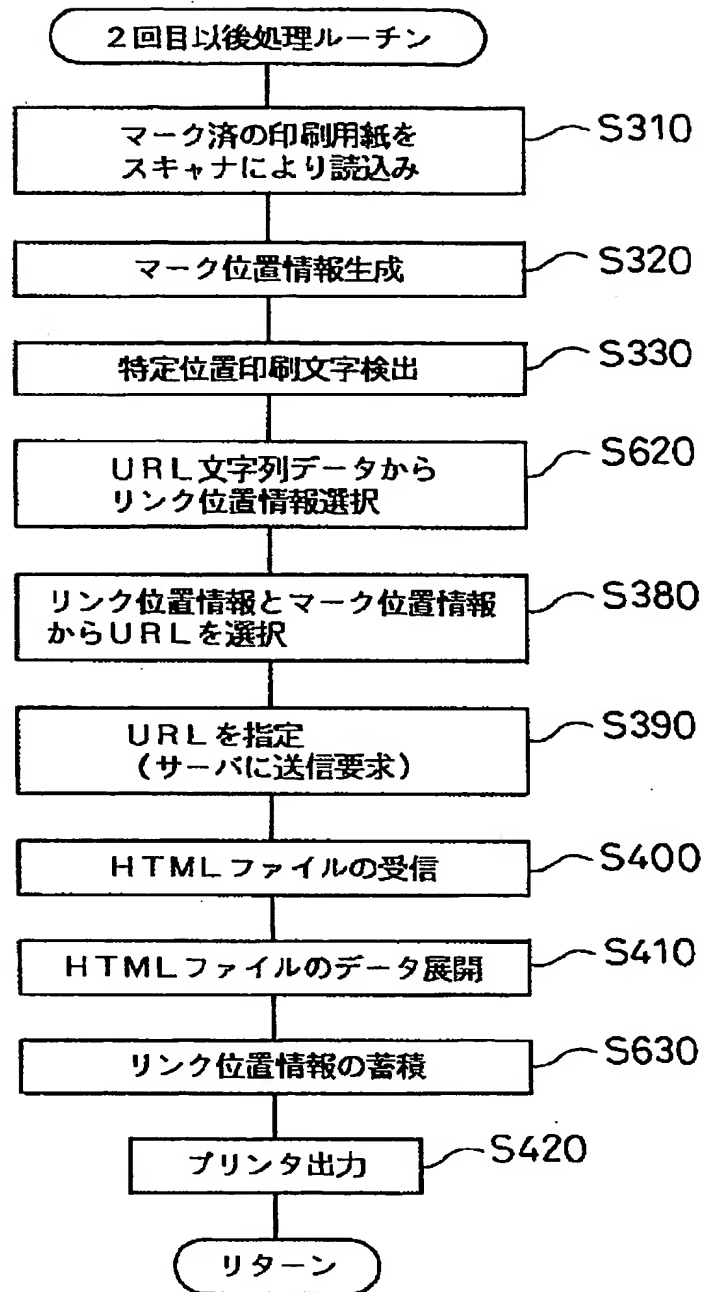 2回目以後処理ルーチン
マーク済の印刷用紙を
スキャナにより読込み
S310
マーク位置情報生成
S320
特定位置印刷文字検出
S330
URL文字列データから
リンク位置情報選択
S620
リンク位置情報とマーク位置情報
からURLを選択
S380
URLを指定
(サーバに送信要求)
S390
HTMLファイルの受信
S400
HTMLファイルのデータ展開
S410
リンク位置情報の蓄積
S630
プリンタ出力
S420
リターン